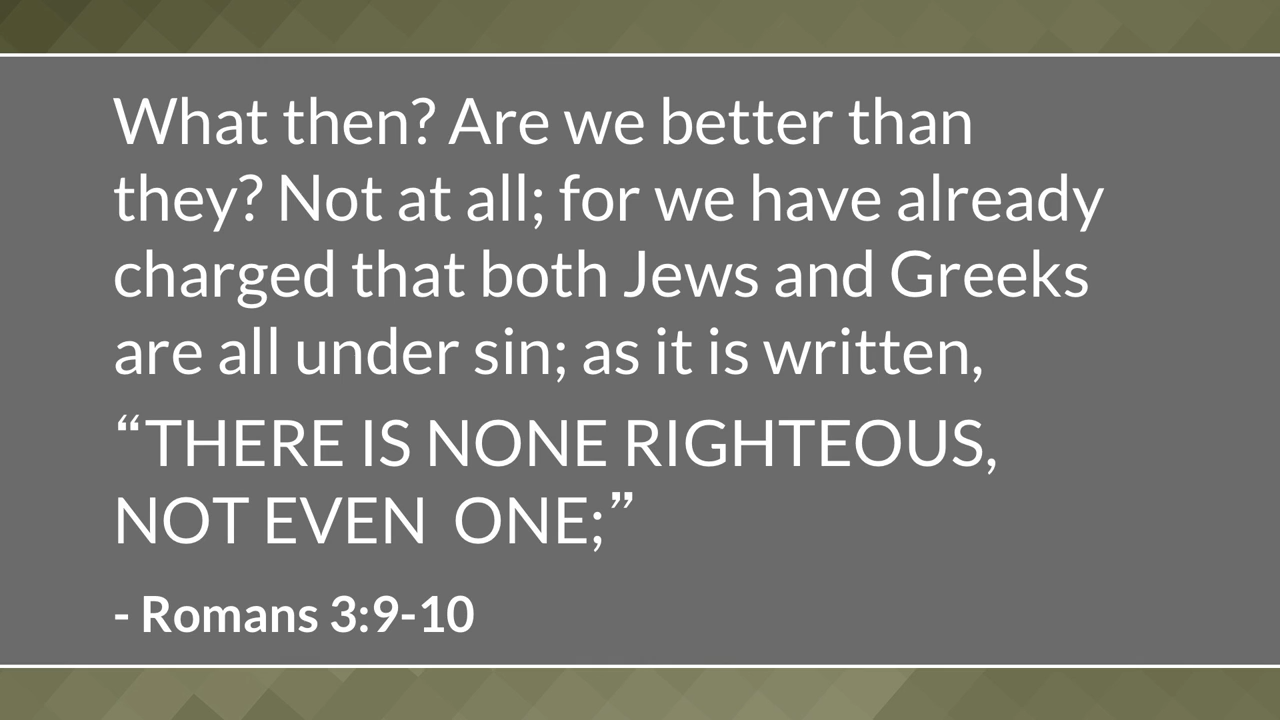 What then? Are we better than
they? Not at all; for we have already
charged that both Jews and Greeks
are all under sin; as it is written,
“THERE IS NONE RIGHTEOUS,
NOT EVEN  ONE;”
- Romans 3:9-10